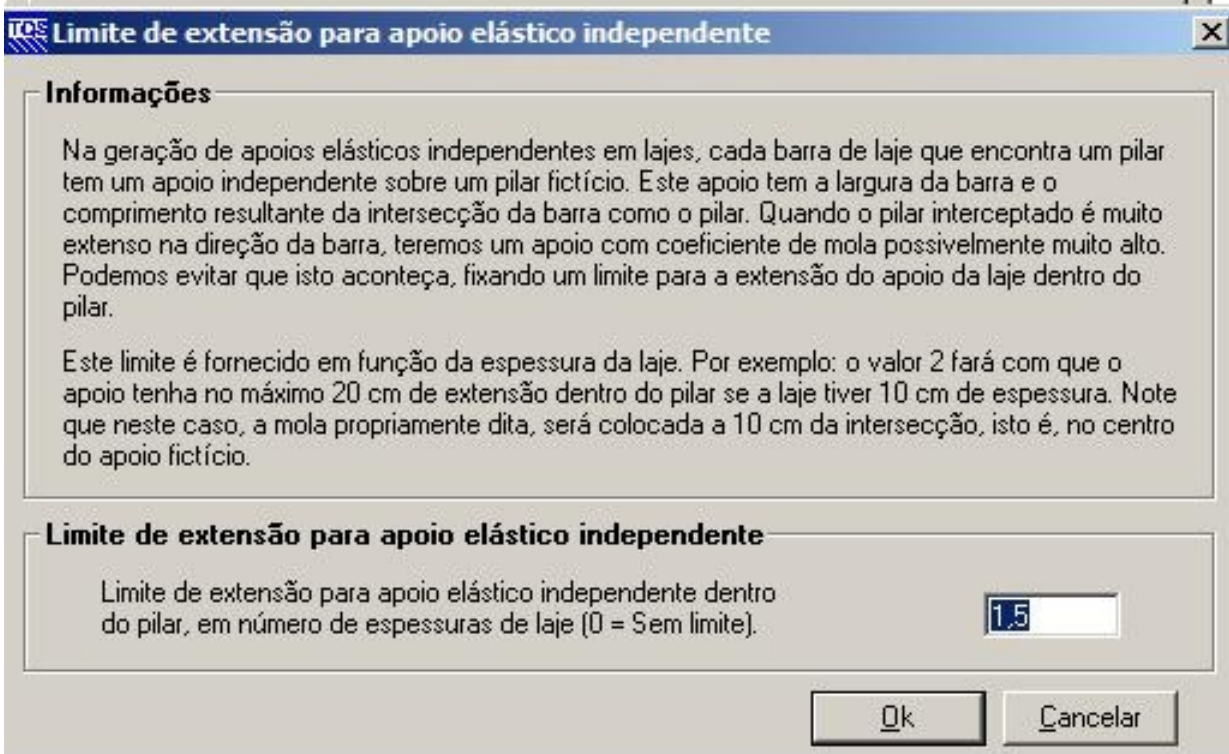 TQS Limite de extensão para apoio elástico independente
Informações
Na geração de apoios elásticos independentes em lajes, cada barra de laje que encontra um pilar
tem um apoio independente sobre um pilar fictício. Este apoio tem a largura da barra e o
comprimento resultante da intersecção da barra como o pilar. Quando o pilar interceptado é muito
extenso na direção da barra, teremos um apoio com coeficiente de mola possivelmente muito alto.
Podemos evitar que isto aconteça, fixando um limite para a extensão do apoio da laje dentro do
pilar.
Este limite é fornecido em função da espessura da laje. Por exemplo: o valor 2 fará com que o
apoio tenha no máximo 20 cm de extensão dentro do pilar se a laje tiver 10 cm de espessura. Note
que neste caso, a mola propriamente dita, será colocada a 10 cm da intersecção, isto é, no centro
do apoio fictício.
Limite de extensão para apoio elástico independente
Limite de extensão para apoio elástico independente dentro
do pilar, em número de espessuras de laje (0 = Sem limite).
1,5
Ok
Cancelar